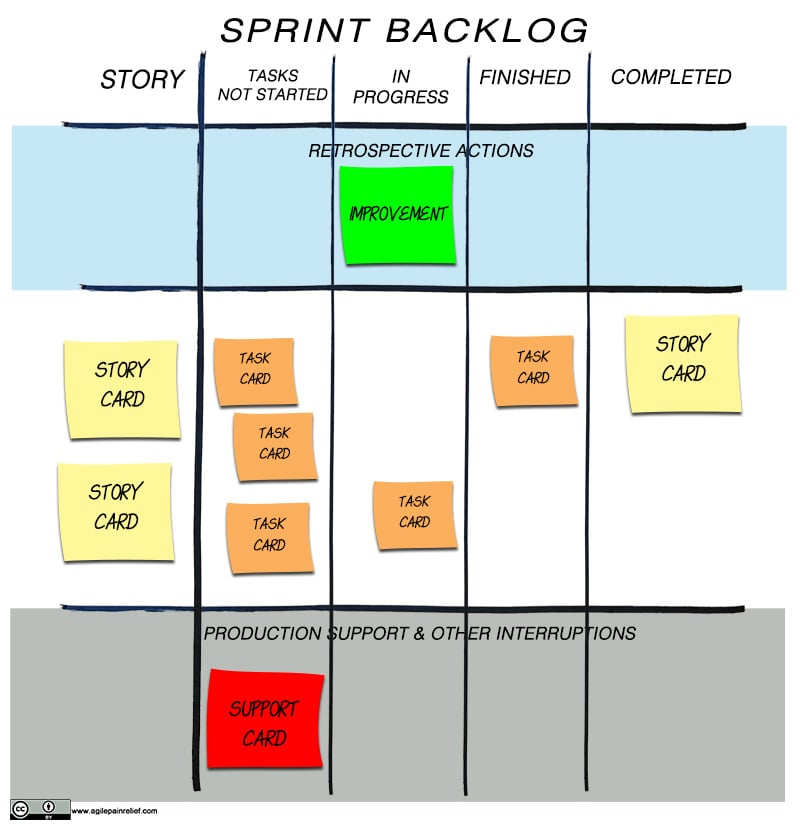 SPRINT BACKLOG
STORY
TASKS
NOT STARTED
IN
PROGRESS
FINISHED
COMPLETED
RETROSPECTIVE ACTIONS
IMPROVEMENT
STORY
CARD
TASK
CARD
TASK
CARD
STORY
CARD
TASK
CARD
STORY
CARD
TASK
CARD
TASK
CARD
PRODUCTION SUPPORT & OTHER INTERRUPTIONS
SUPPORT
CARD
cc
BY
www.agilepainrelief.com